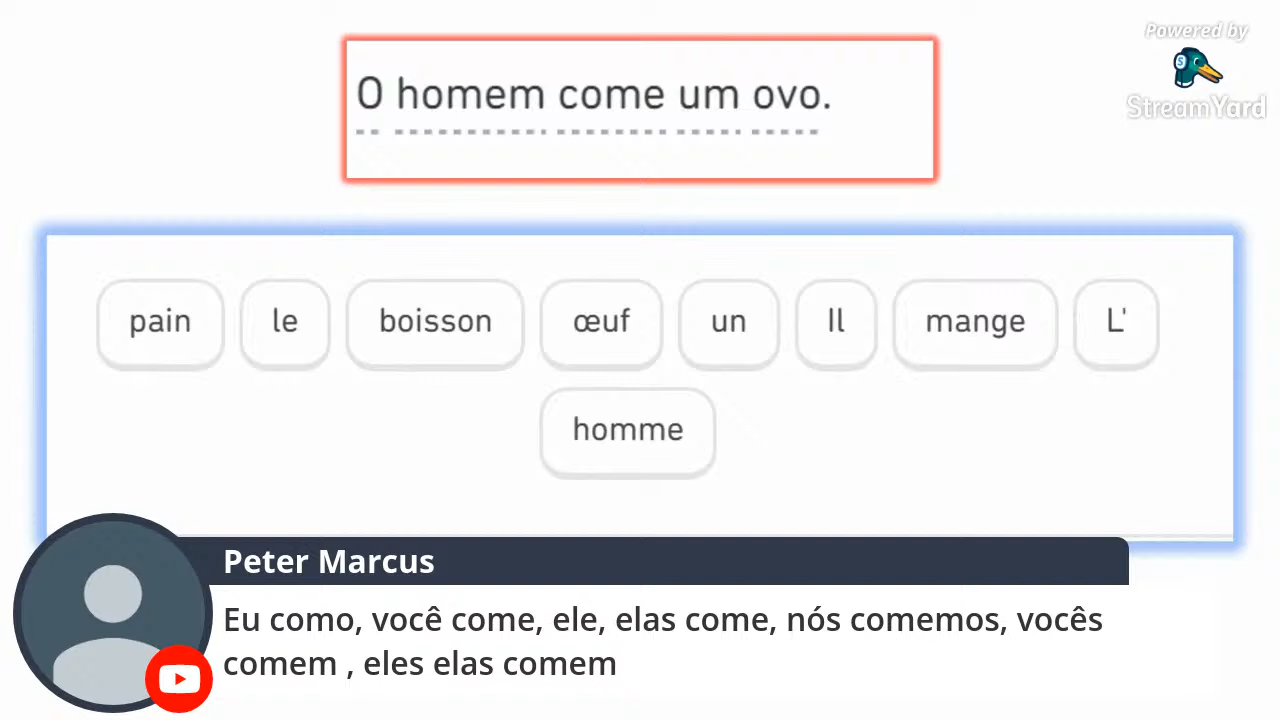 Powered by
StreamYard
O homem come um ovo.
pain le boisson œuf un Il mange L'
homme
Peter Marcus
Eu como, você come, ele, elas come, nós comemos, vocês
comem , eles elas comem